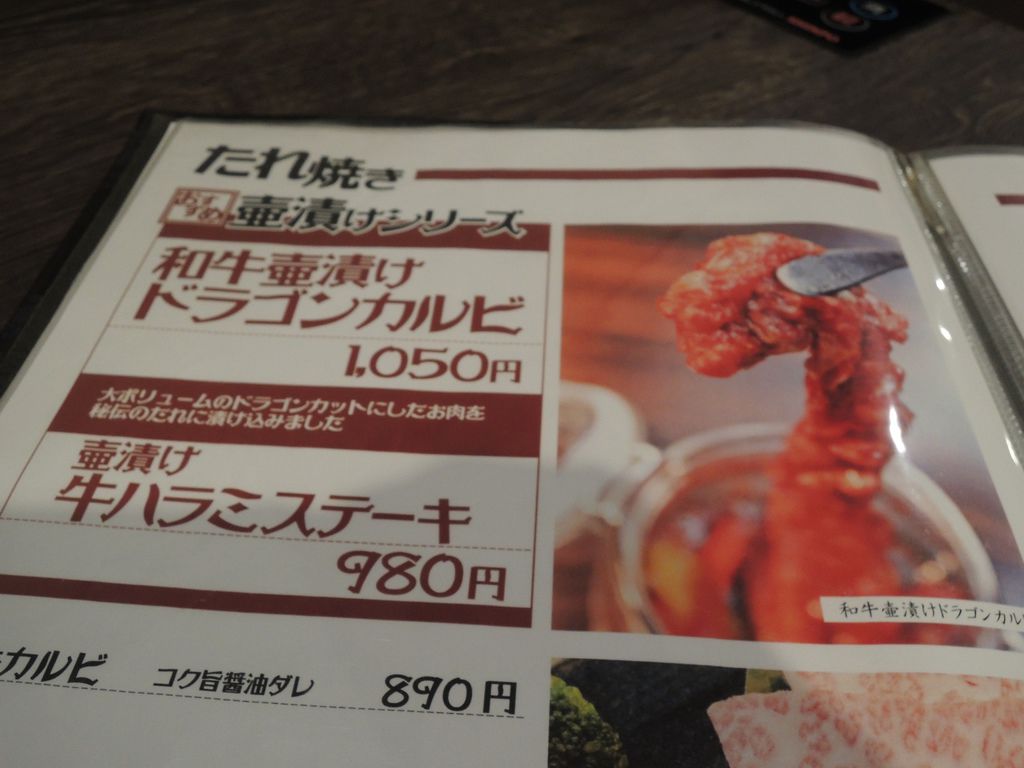 たれ焼き
おすすめ 壷漬けシリーズ
和牛壷漬け
ドラゴンカルビ
1,050円
大ボリュームのドラゴンカットにしたお肉を
秘伝のたれに漬け込みました
壷漬け
牛ハラミステーキ
980円
和牛壷漬けドラゴンカル
カルビ コク旨醤油ダレ 890円